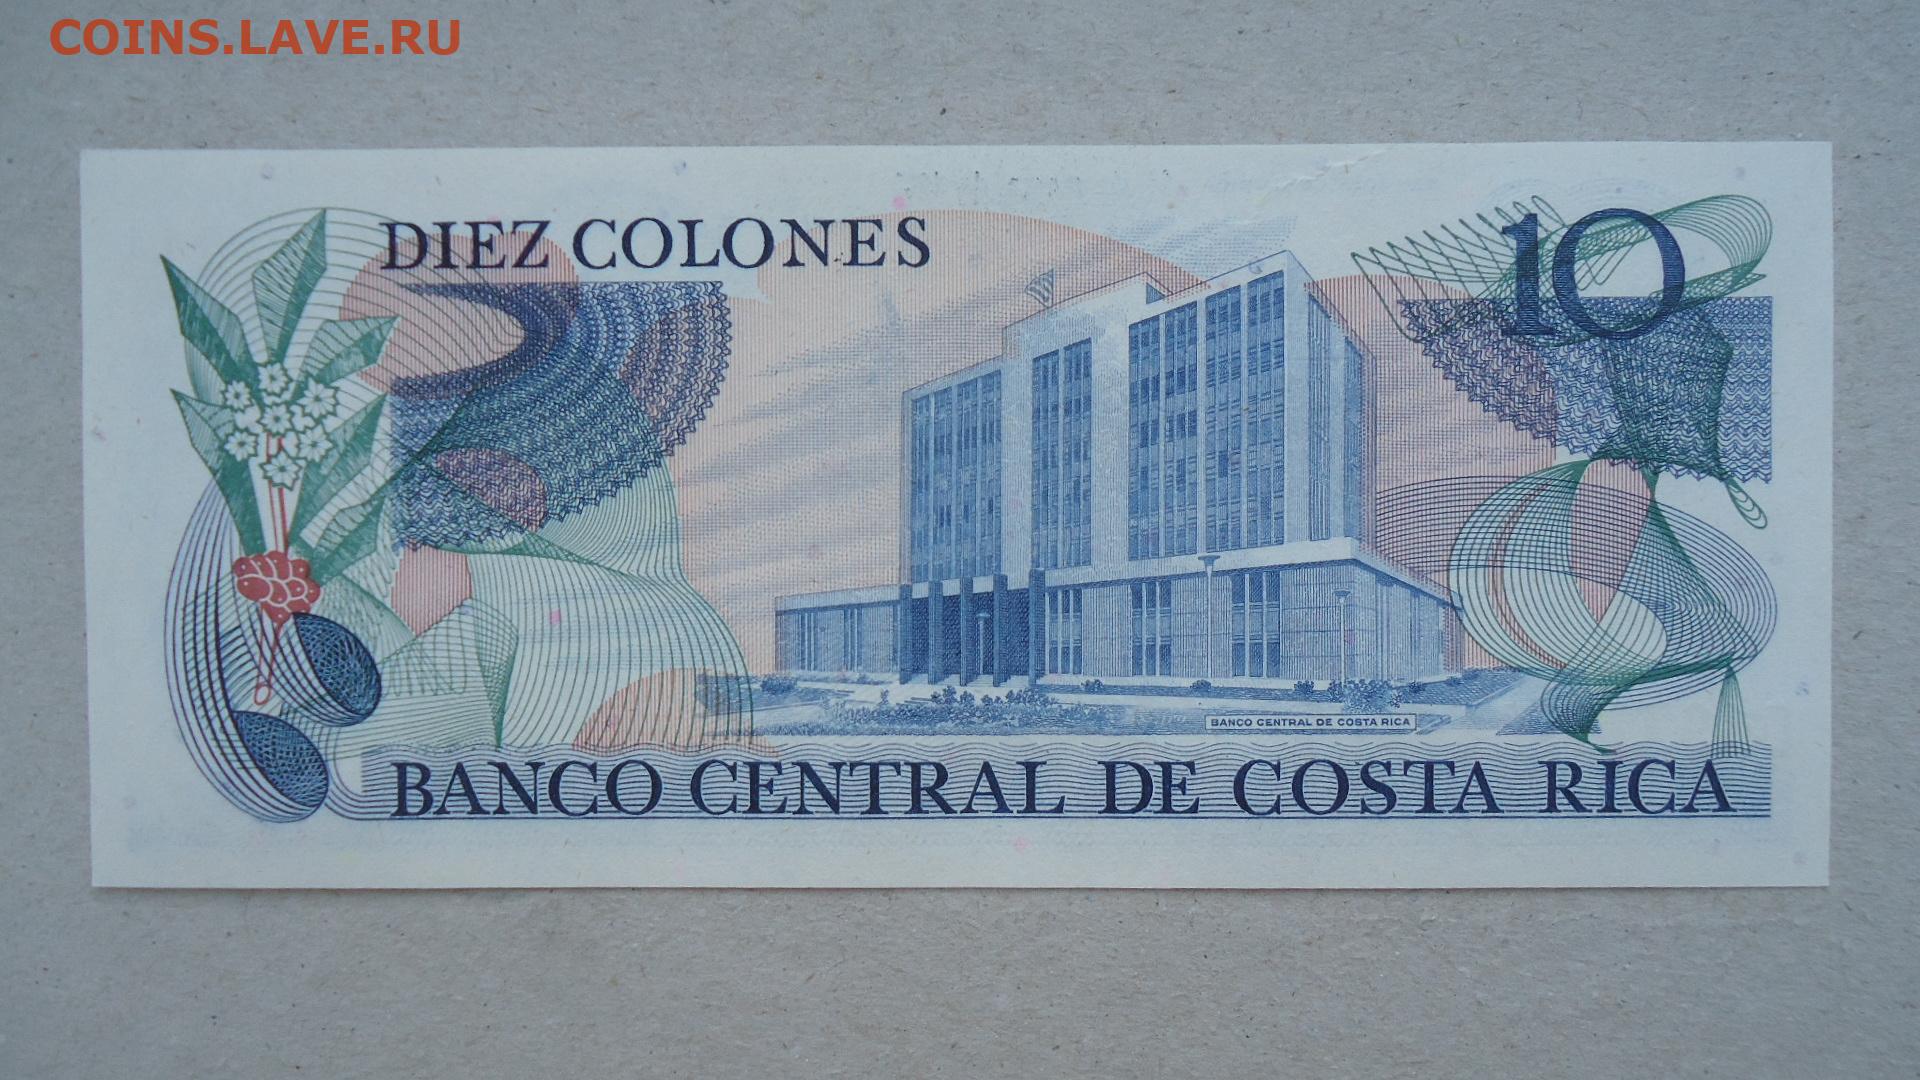 COINS.LAVE.RU
DIEZ COLONES
10
BANCO CENTRAL DE COSTA RICA
BANCO CENTRAL DE COSTA RICA